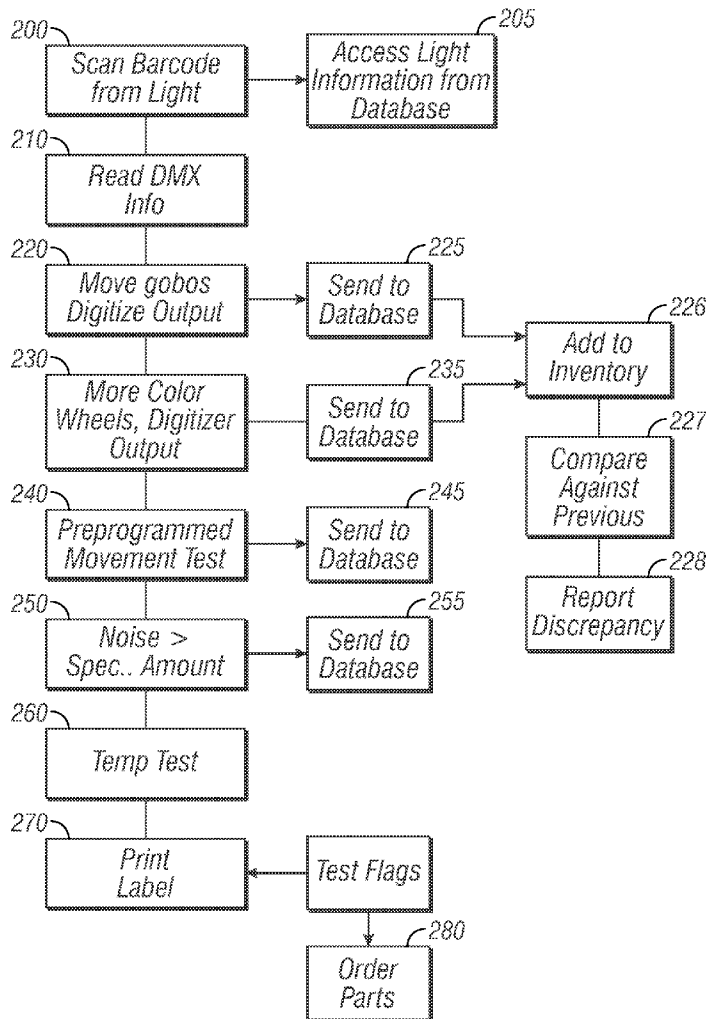 200
Scan Barcode
from Light
205
Access Light
Information from
Database
210
Read DMX
Info
220
Move gobos
Digitize Output
225
Send to
Database
226
Add to
Inventory
230
More Color
Wheels, Digitizer
Output
235
Send to
Database
227
Compare
Against
Previous
240
Preprogrammed
Movement Test
245
Send to
Database
228
Report
Discrepancy
250
Noise >
Spec.. Amount
255
Send to
Database
260
Temp Test
270
Print
Label
Test Flags
280
Order
Parts